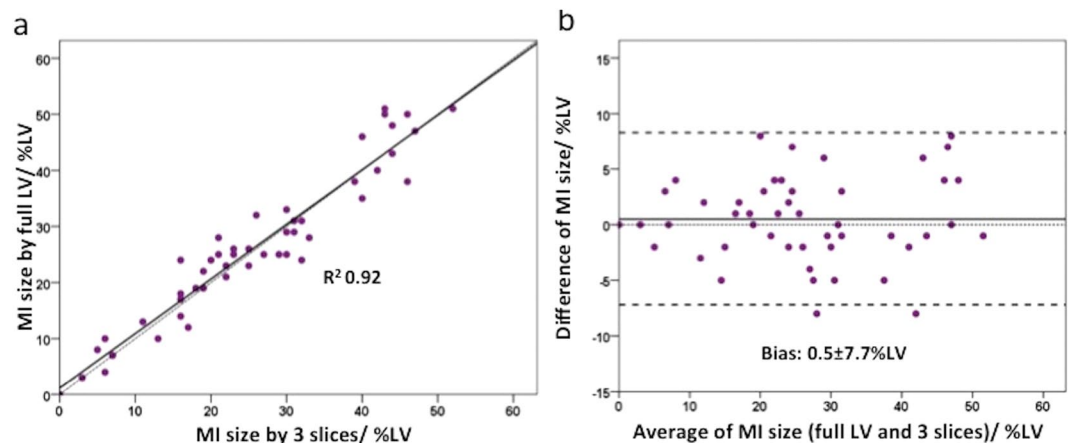 a
MI size by full LV/ %LV
60
50
40
30
20
10
0
R² 0.92
0 10 20 30 40 50 60
MI size by 3 slices/ %LV
b
Difference of MI size/ %LV
15
10
5
0
-5
-10
-15
Bias: 0.5±7.7%LV
0 10 20 30 40 50 60
Average of MI size (full LV and 3 slices)/ %LV